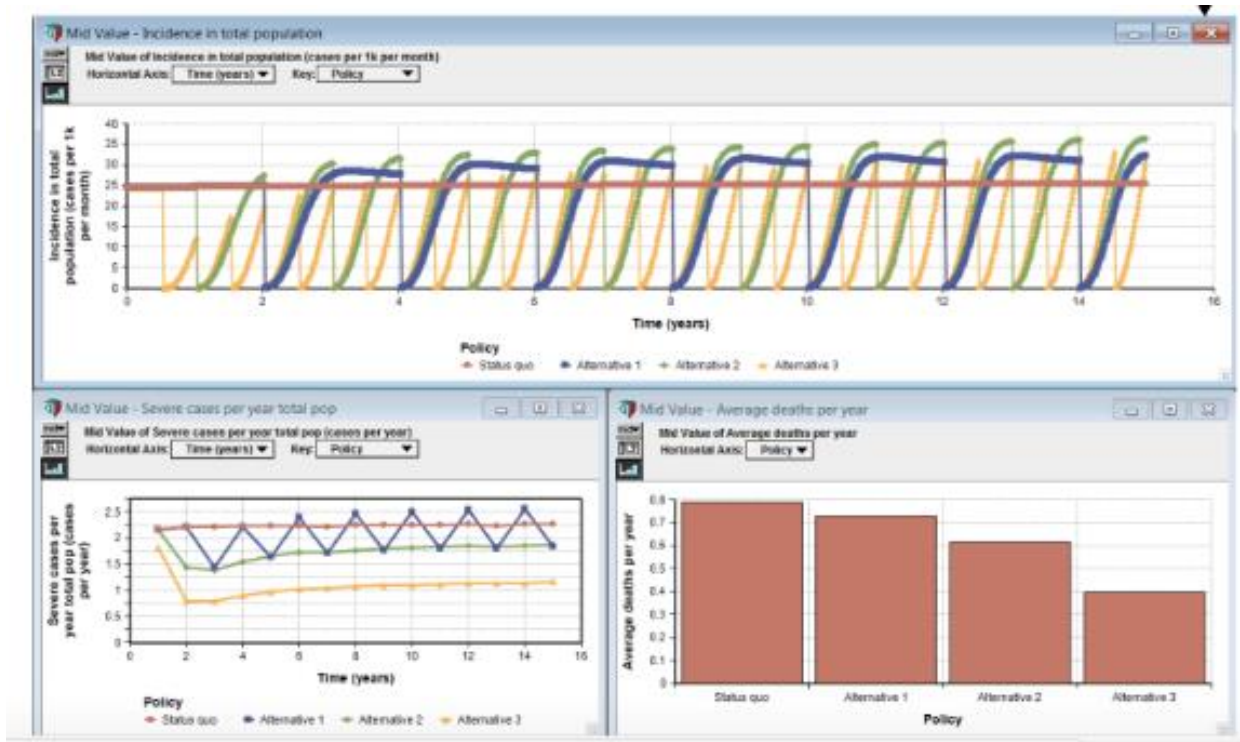 Mid Value - Incidence in total population
Mid Value of Incidence in total population (cases per 1k per month)
Horizontal Axis: Time (years) Key: Policy
Incidence in total
population (cases per 1k
per month)
40
35
30
25
20
15
10
5
0
0 2 4 6 8 10 12 14 16
Time (years)
Policy
Status quo Alternative 1 Alternative 2 Alternative 3
Mid Value - Severe cases per year total pop
Mid Value of Severe cases per year total pop (cases per year)
Horizontal Axis: Time (years) Key: Policy
Severe cases per
year total pop (cases
per year)
2.5
2
1.5
1
0.5
0
0 2 4 6 8 10 12 14 16
Time (years)
Policy
Status quo Alternative 1 Alternative 2 Alternative 3
Mid Value - Average deaths per year
Mid Value of Average deaths per year
Horizontal Axis: Policy
Average deaths per year
0.8
0.7
0.6
0.5
0.4
0.3
0.2
0.1
0
Status quo Alternative 1 Alternative 2 Alternative 3
Policy